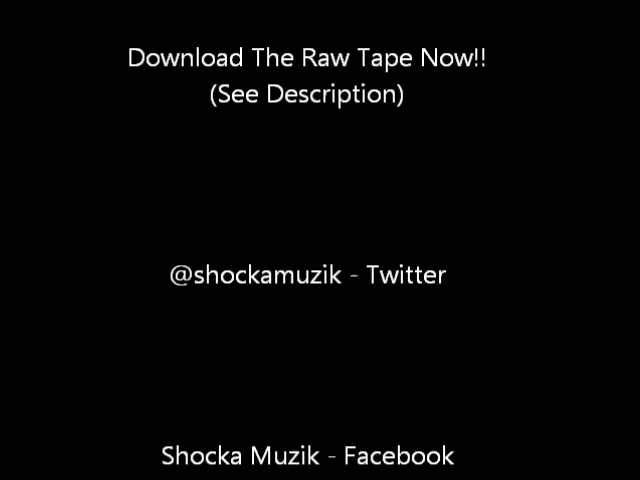 Download The Raw Tape Now!!
(See Description)
@shockamuzik - Twitter
Shocka Muzik - Facebook